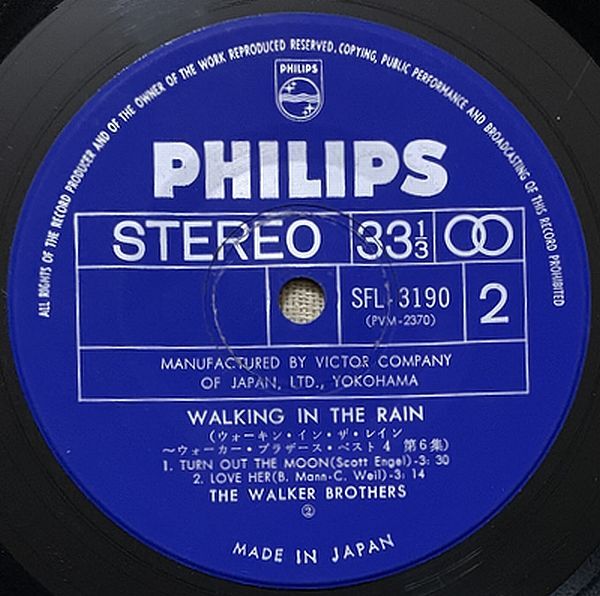 ALL RIGHTS OF THE RECORD PRODUCER AND OF THE OWNER OF THE WORK REPRODUCED RESERVED. COPYING, PUBLIC PERFORMANCE AND BROADCASTING OF THIS RECORD PROHIBITED
PHILIPS
PHILIPS
STEREO 33 1/3
SFL-3190 2
(PVM-2370)
MANUFACTURED BY VICTOR COMPANY
OF JAPAN, LTD., YOKOHAMA
WALKING IN THE RAIN
(ウォーキン・イン・ザ・レイン
〜ウォーカー・ブラザース・ベスト4 第6集)
1. TURN OUT THE MOON(Scott Engel)-3: 30
2. LOVE HER(B. Mann-C. Weil)-3: 14
THE WALKER BROTHERS
②
MADE IN JAPAN